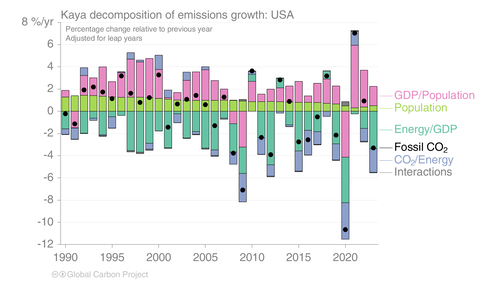 Kaya decomposition of emissions growth: USA
8 %/yr
Percentage change relative to previous year
Adjusted for leap years
6
4
2
0
-2
-4
-6
-8
-10
-12
GDP/Population
Population
Energy/GDP
Fossil CO₂
CO₂/Energy
Interactions
1990 1995 2000 2005 2010 2015 2020
Global Carbon Project